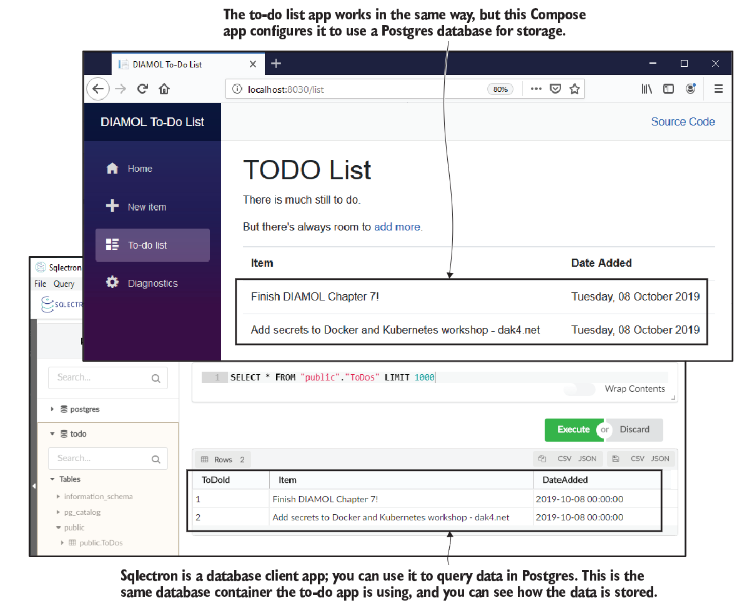 The to-do list app works in the same way, but this Compose
app configures it to use a Postgres database for storage.
DIAMOL To-Do List
localhost:8030/list
80%
DIAMOL To-Do List
Source Code
Home
New item
To-do list
Diagnostics
TODO List
There is much still to do.
But there's always room to add more.
Item Date Added
Finish DIAMOL Chapter 7! Tuesday, 08 October 2019
Add secrets to Docker and Kubernetes workshop - dak4.net Tuesday, 08 October 2019
Sqlectron
File Query
Search...
postgres
todo
Search...
Tables
information_schema
pg_catalog
public
public.ToDos
1 SELECT * FROM "public"."ToDos" LIMIT 1000
Wrap Contents
Execute or Discard
Rows 2 CSV JSON CSV JSON
ToDoId Item DateAdded
1 Finish DIAMOL Chapter 7! 2019-10-08 00:00:00
2 Add secrets to Docker and Kubernetes workshop - dak4.net 2019-10-08 00:00:00
Sqlectron is a database client app; you can use it to query data in Postgres. This is the
same database container the to-do app is using, and you can see how the data is stored.